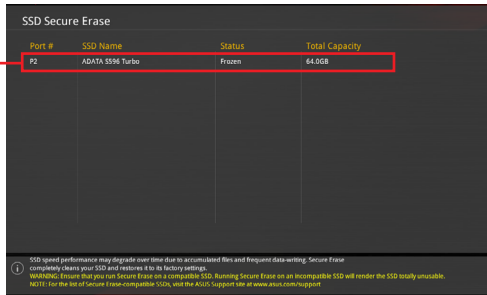 SSD Secure Erase
Port # SSD Name Status Total Capacity
P2 ADATA S596 Turbo Frozen 64.0GB
SSD speed performance may degrade over time due to accumulated files and frequent data-writing. Secure Erase
completely cleans your SSD and restores it to its factory settings.
WARNING: Ensure that you run Secure Erase on a compatible SSD. Running Secure Erase on an incompatible SSD will render the SSD totally unusable.
NOTE: For the list of Secure Erase-compatible SSDs, visit the ASUS Support site at www.asus.com/support